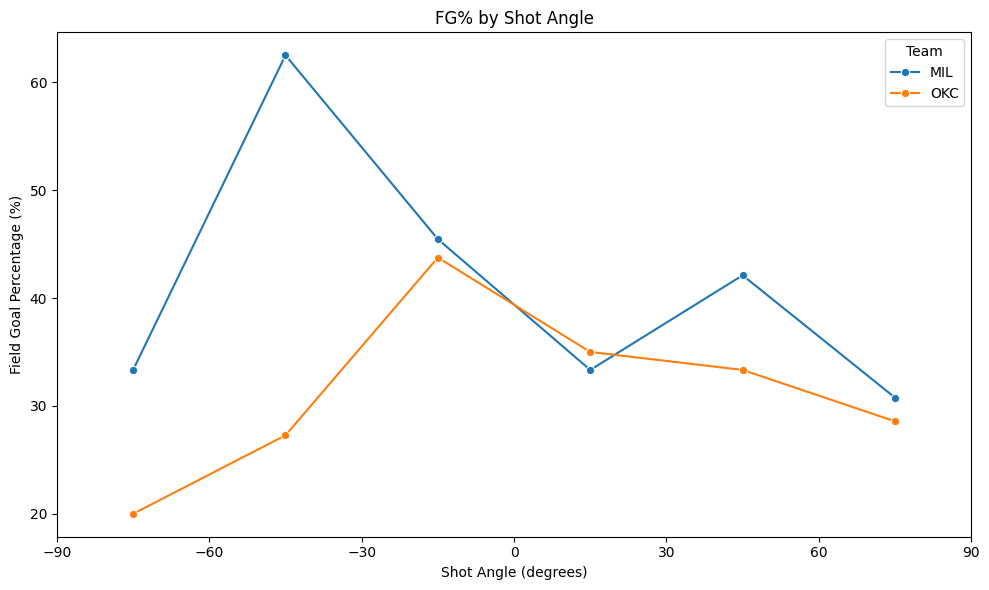 FG% by Shot Angle
Team
MIL
OKC
Field Goal Percentage (%)
60
50
40
30
20
−90
−60
−30
0
30
60
90
Shot Angle (degrees)